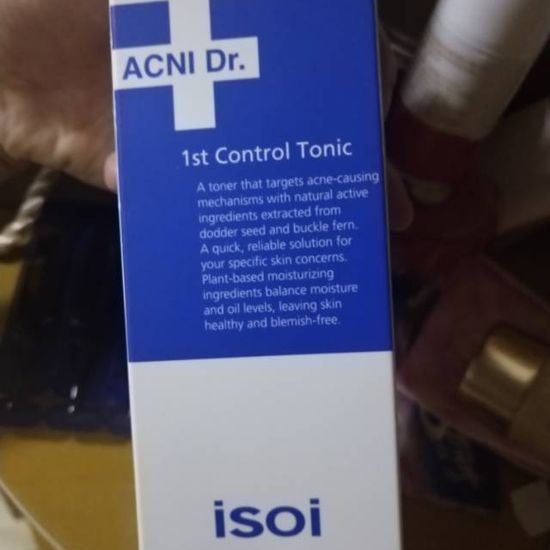 ACNI Dr.
1st Control Tonic
A toner that targets acne-causing
mechanisms with natural active
ingredients extracted from
dodder seed and buckle fern.
A quick, reliable solution for
your specific skin concerns.
Plant-based moisturizing
ingredients balance moisture
and oil levels, leaving skin
healthy and blemish-free.
isoi